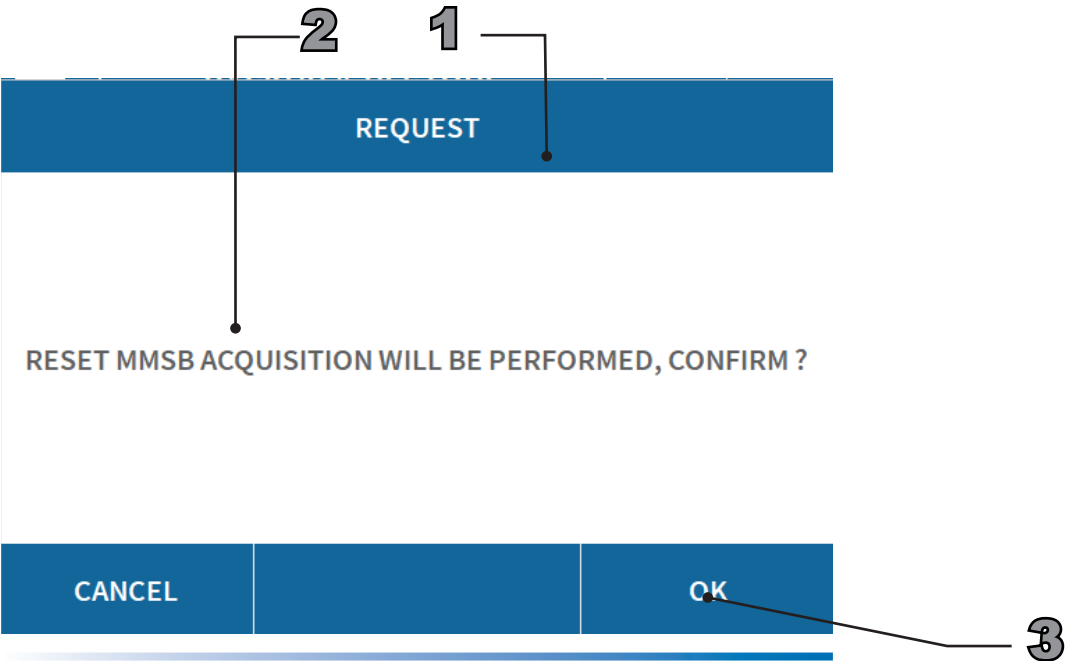 2 1
REQUEST
RESET MMSB ACQUISITION WILL BE PERFORMED, CONFIRM ?
CANCEL OK
3